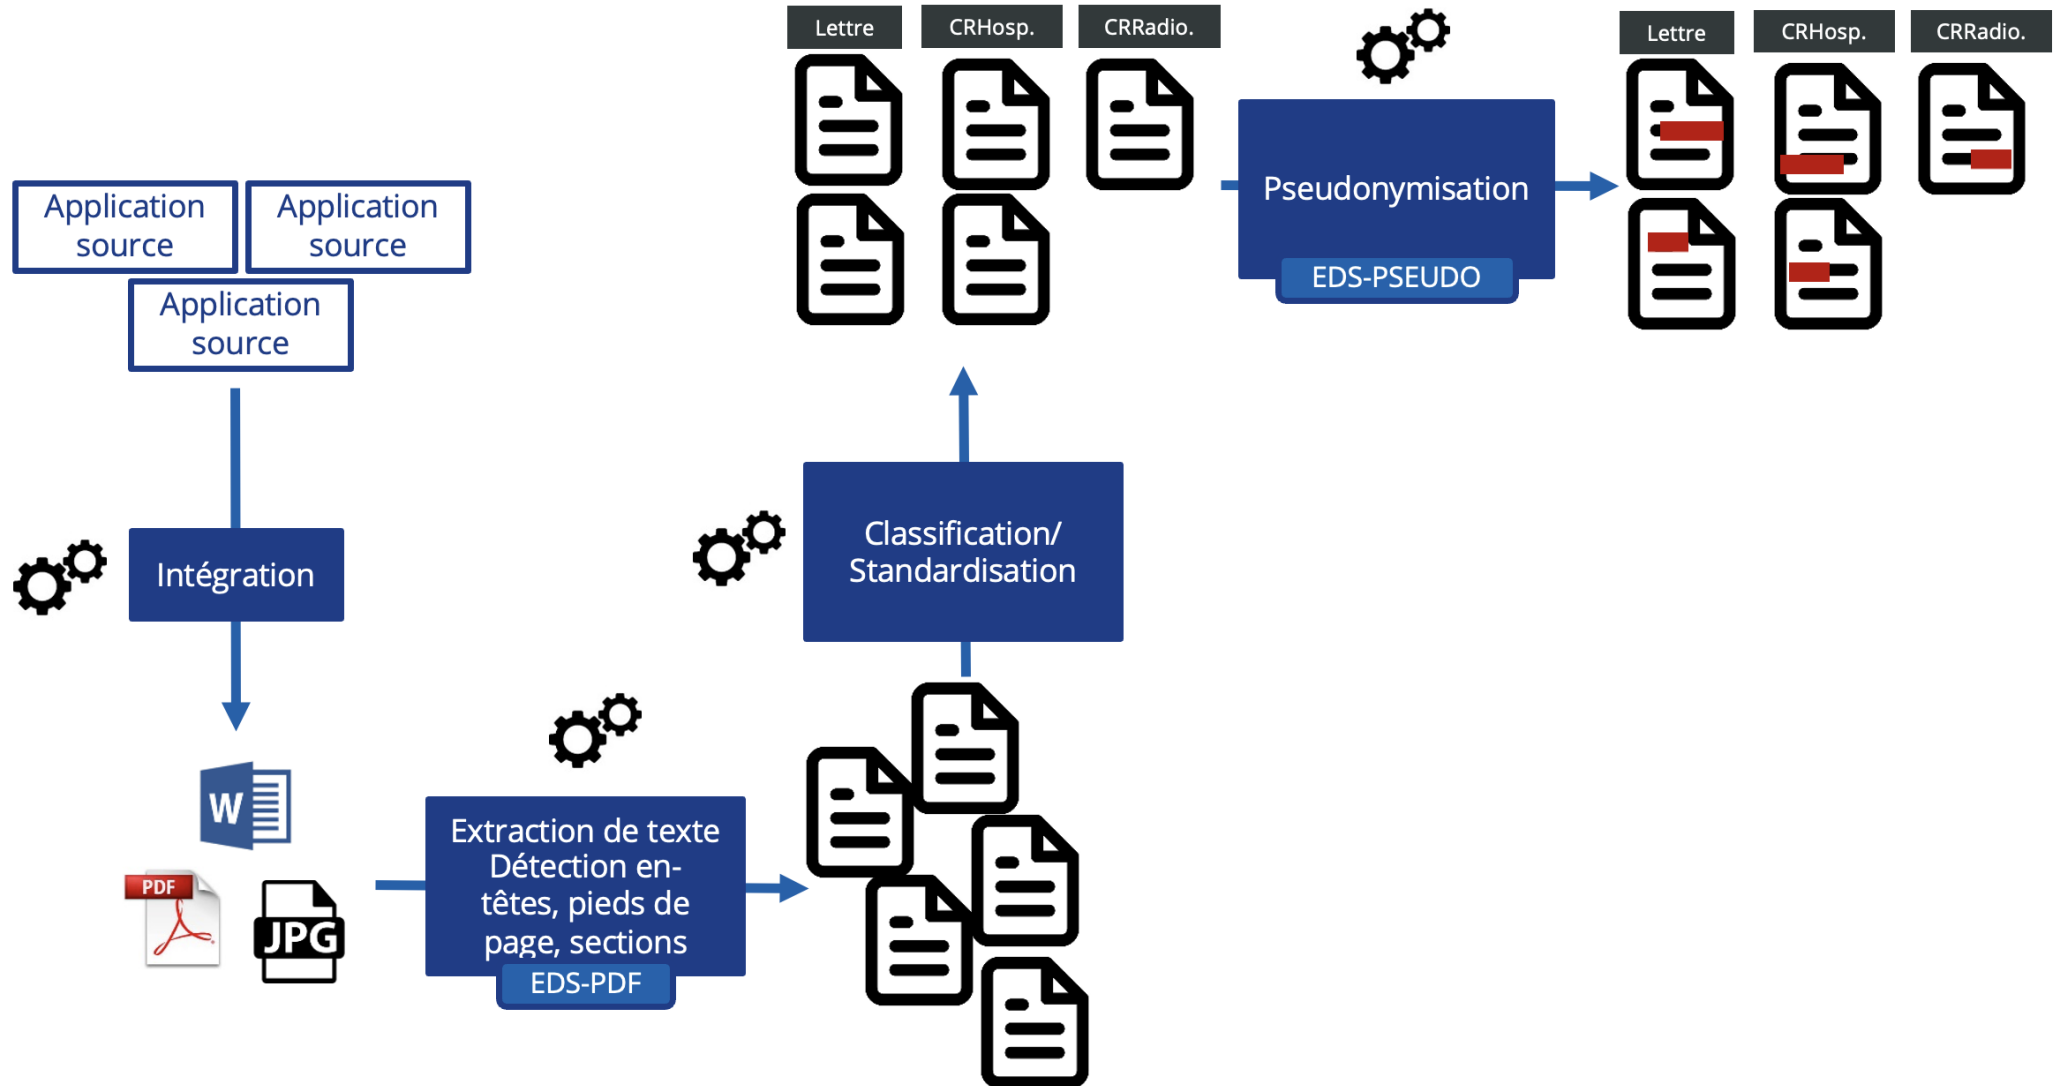 Application
source
Application
source
Application
source
Intégration
W
PDF
JPG
Extraction de texte
Détection en-
têtes, pieds de
page, sections
EDS-PDF
Classification/
Standardisation
Lettre
CRHosp.
CRRadio.
Pseudonymisation
EDS-PSEUDO
Lettre
CRHosp.
CRRadio.